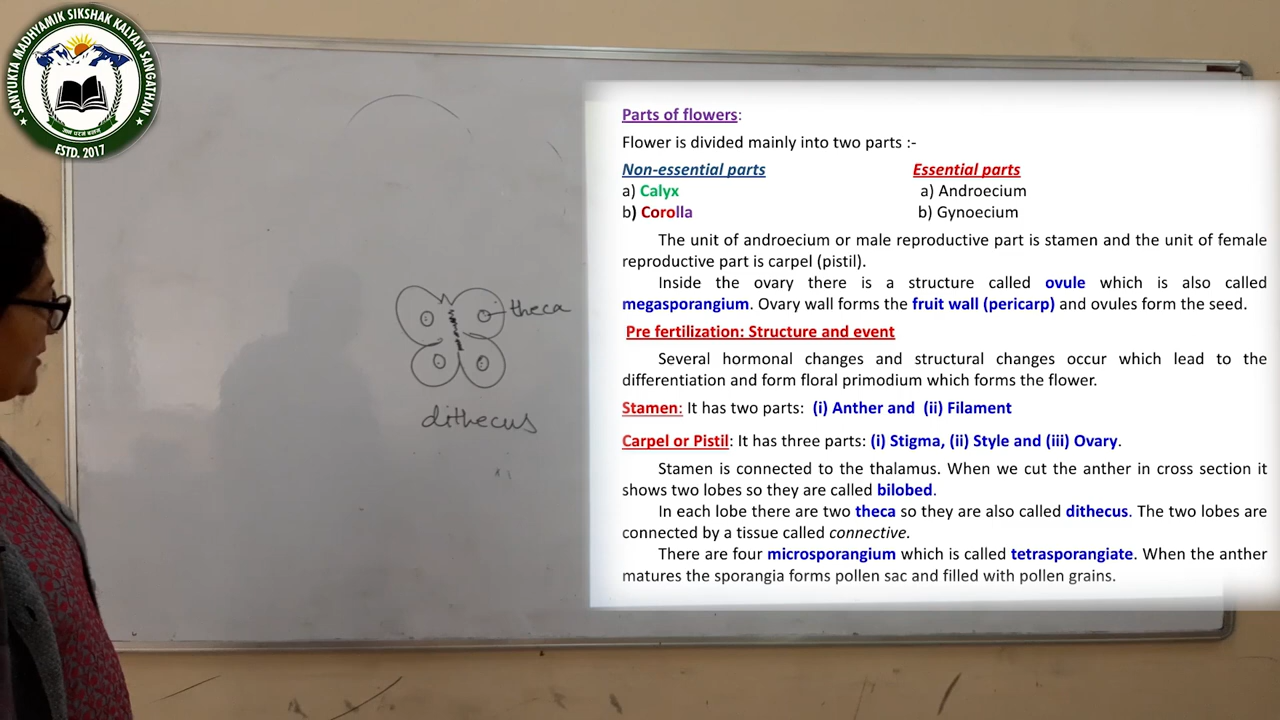 SANYUKTA MADHYAMIK SIKSHAK KALYAN SANGATHAN
ESTD. 2017
theca
dithecus
Parts of flowers:
Flower is divided mainly into two parts :-
Non-essential parts Essential parts
a) Calyx a) Androecium
b) Corolla b) Gynoecium
The unit of androecium or male reproductive part is stamen and the unit of female
reproductive part is carpel (pistil).
Inside the ovary there is a structure called ovule which is also called
megasporangium. Ovary wall forms the fruit wall (pericarp) and ovules form the seed.
Pre fertilization: Structure and event
Several hormonal changes and structural changes occur which lead to the
differentiation and form floral primodium which forms the flower.
Stamen: It has two parts: (i) Anther and (ii) Filament
Carpel or Pistil: It has three parts: (i) Stigma, (ii) Style and (iii) Ovary.
Stamen is connected to the thalamus. When we cut the anther in cross section it
shows two lobes so they are called bilobed.
In each lobe there are two theca so they are also called dithecus. The two lobes are
connected by a tissue called connective.
There are four microsporangium which is called tetrasporangiate. When the anther
matures the sporangia forms pollen sac and filled with pollen grains.